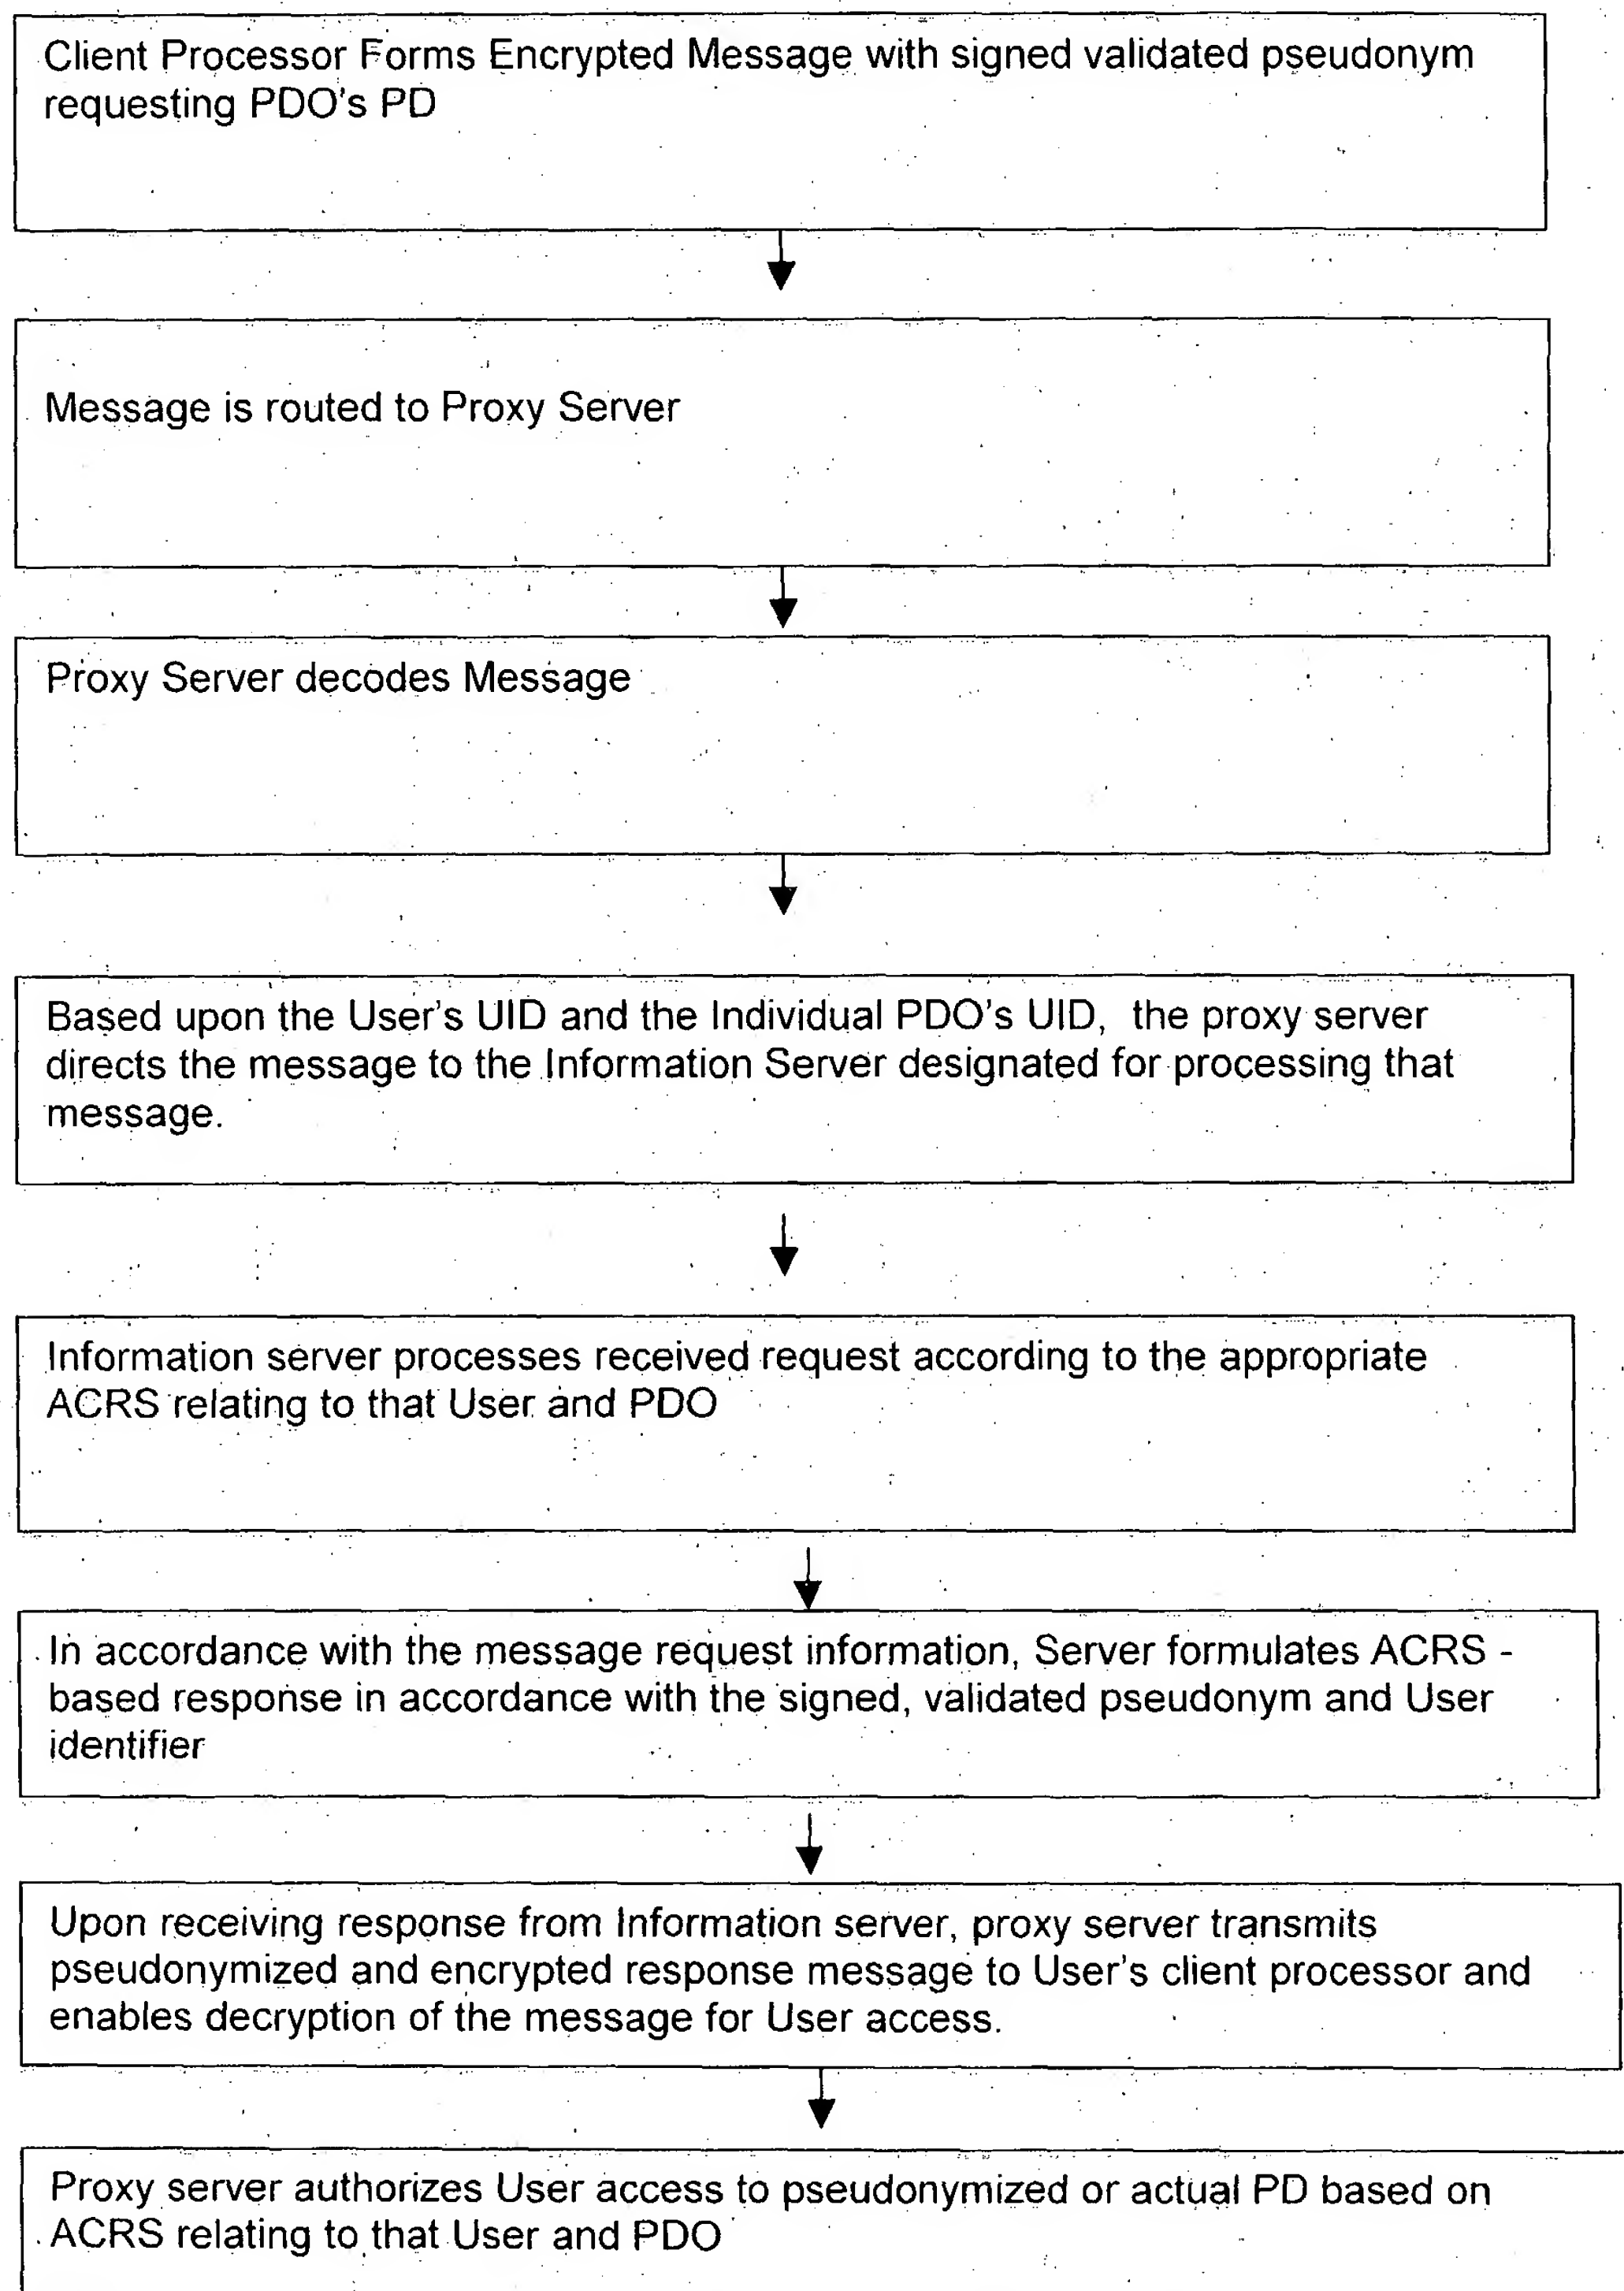 Client Processor Forms Encrypted Message with signed validated pseudonym
requesting PDO's PD
Message is routed to Proxy Server
Proxy Server decodes Message
Based upon the User's UID and the Individual PDO's UID, the proxy server
directs the message to the Information Server designated for processing that
message.
Information server processes received request according to the appropriate
ACRS relating to that User and PDO
In accordance with the message request information, Server formulates ACRS -
based response in accordance with the signed, validated pseudonym and User
identifier
Upon receiving response from Information server, proxy server transmits
pseudonymized and encrypted response message to User's client processor and
enables decryption of the message for User access.
Proxy server authorizes User access to pseudonymized or actual PD based on
ACRS relating to that User and PDO